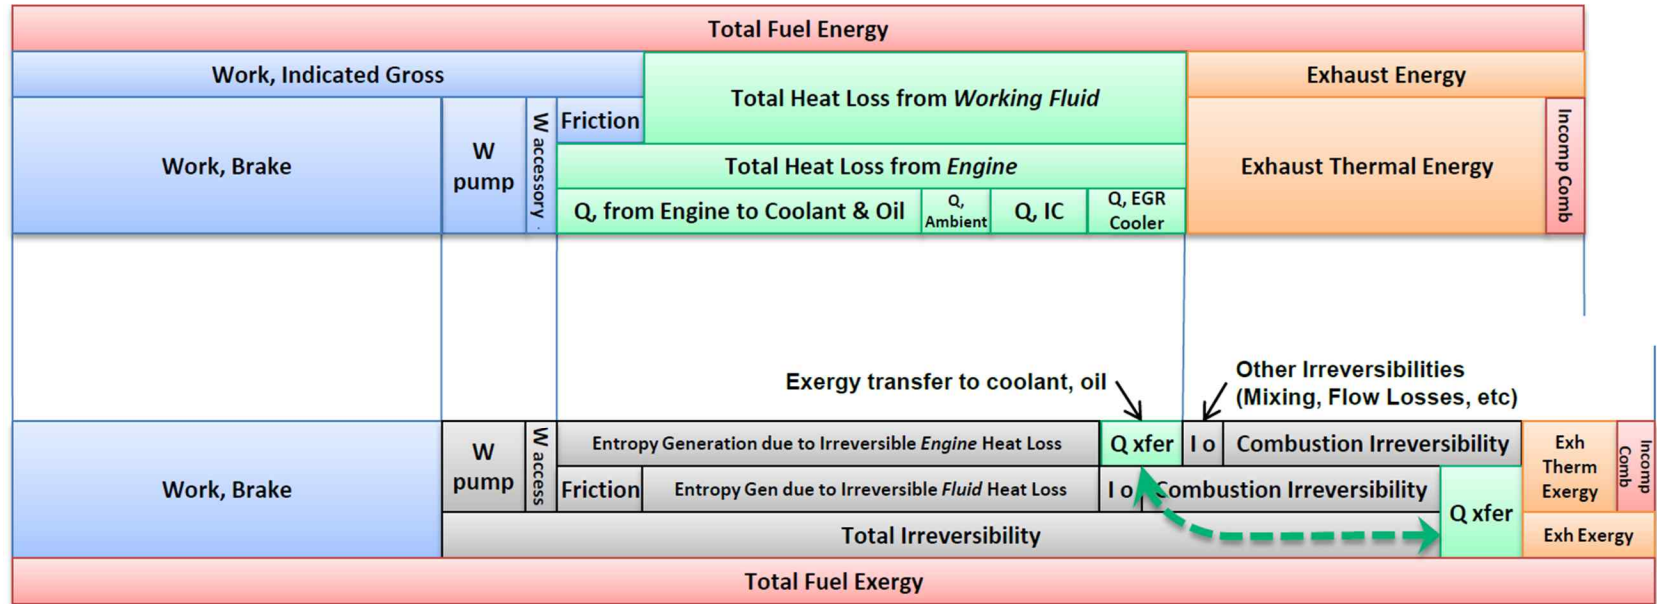 Total Fuel Energy
Work, Indicated Gross
Total Heat Loss from Working Fluid
Exhaust Energy
Work, Brake
W
pump
W accessory
Friction
Total Heat Loss from Engine
Exhaust Thermal Energy
Incomp Comb
Q, from Engine to Coolant & Oil
Q,
Ambient
Q, IC
Q, EGR
Cooler
Exergy transfer to coolant, oil
Other Irreversibilities
(Mixing, Flow Losses, etc)
Work, Brake
W
pump
W access
Entropy Generation due to Irreversible Engine Heat Loss
Q xfer
I o
Combustion Irreversibility
Exh
Therm
Exergy
Incomp
Comb
Friction
Entropy Gen due to Irreversible Fluid Heat Loss
I o
Combustion Irreversibility
Q xfer
Total Irreversibility
Exh Exergy
Total Fuel Exergy